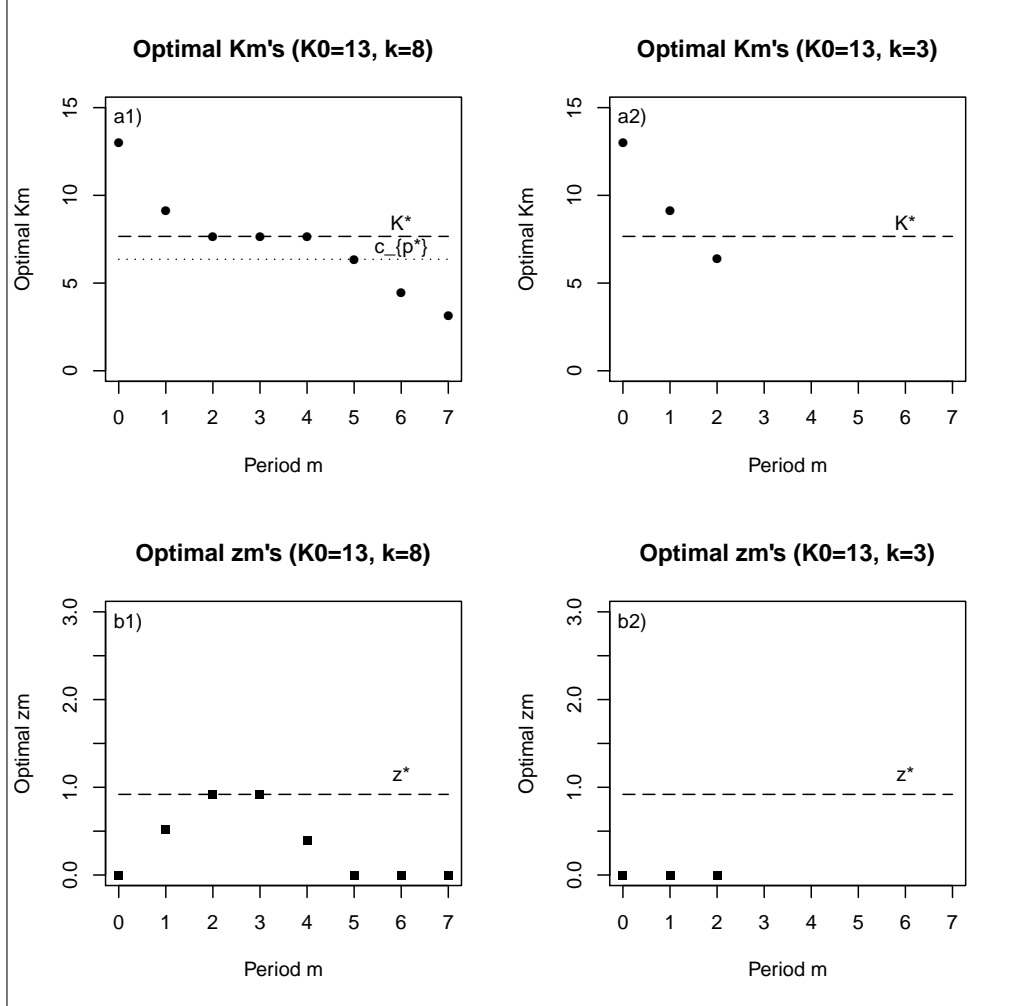 Optimal Km's (K0=13, k=8)
a1)
K*
c_{p*}
Optimal Km
0 5 10 15
0 1 2 3 4 5 6 7
Period m
Optimal Km's (K0=13, k=3)
a2)
K*
Optimal Km
0 5 10 15
0 1 2 3 4 5 6 7
Period m
Optimal zm's (K0=13, k=8)
b1)
z*
Optimal zm
0.0 1.0 2.0 3.0
0 1 2 3 4 5 6 7
Period m
Optimal zm's (K0=13, k=3)
b2)
z*
Optimal zm
0.0 1.0 2.0 3.0
0 1 2 3 4 5 6 7
Period m